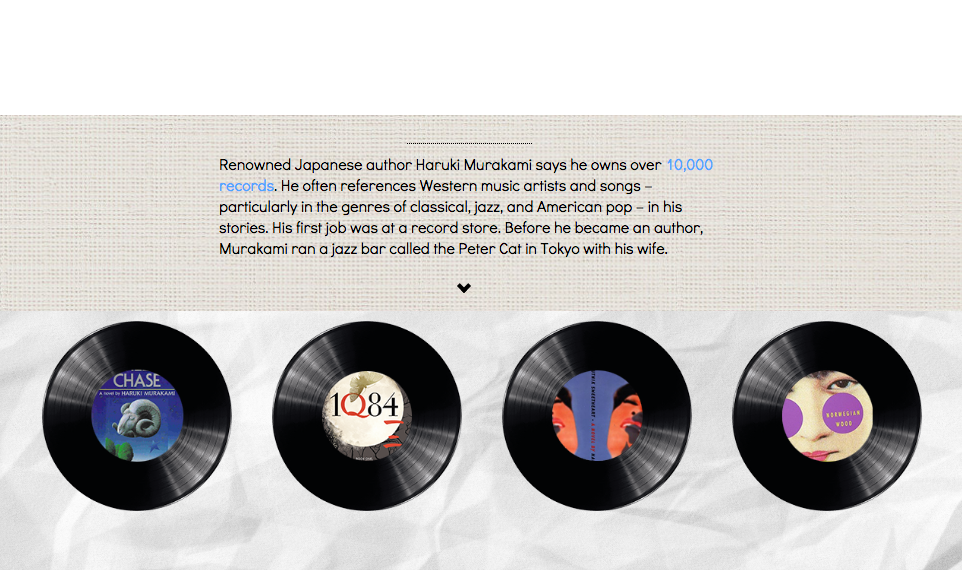 Renowned Japanese author Haruki Murakami says he owns over 10,000
records. He often references Western music artists and songs –
particularly in the genres of classical, jazz, and American pop – in his
stories. His first job was at a record store. Before he became an author,
Murakami ran a jazz bar called the Peter Cat in Tokyo with his wife.
CHASE
A novel by HARUKI MURAKAMI
1Q84
SWEETHEART
NORWEGIAN
WOOD